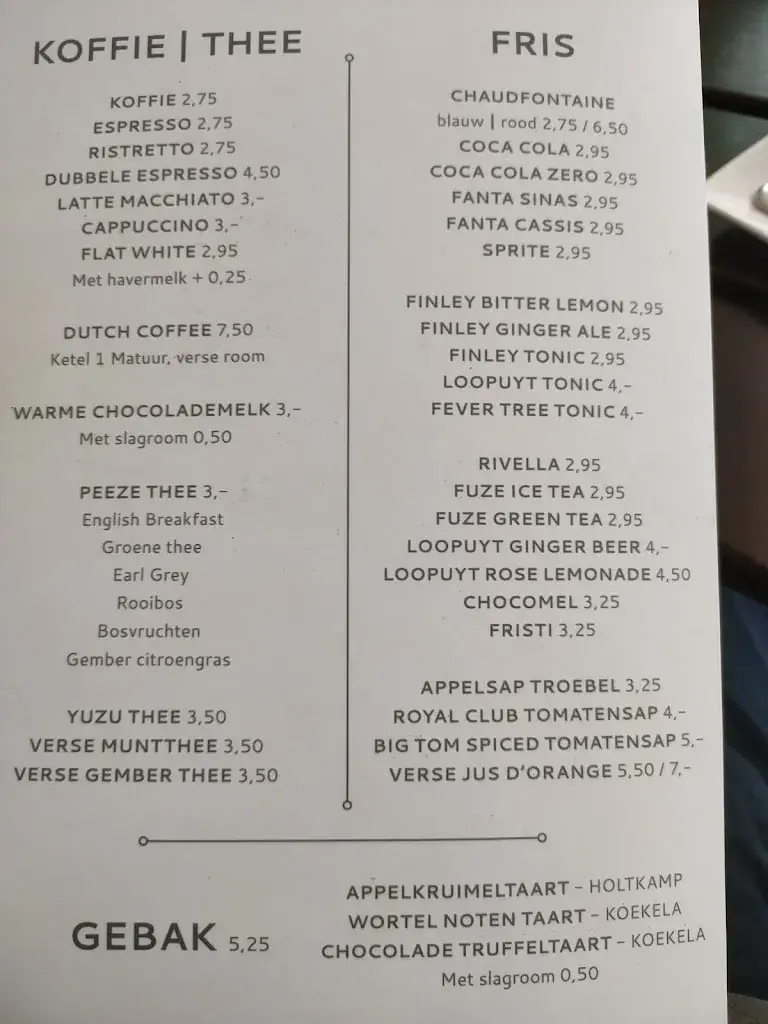 KOFFIE | THEE
KOFFIE 2,75
ESPRESSO 2,75
RISTRETTO 2,75
DUBBELE ESPRESSO 4,50
LATTE MACCHIATO 3,-
CAPPUCCINO 3,-
FLAT WHITE 2,95
Met havermelk + 0,25
DUTCH COFFEE 7,50
Ketel 1 Matuur, verse room
WARME CHOCOLADEMELK 3,-
Met slagroom 0,50
PEEZE THEE 3,-
English Breakfast
Groene thee
Earl Grey
Rooibos
Bosvruchten
Gember citroengras
YUZU THEE 3,50
VERSE MUNTTHEE 3,50
VERSE GEMBER THEE 3,50
FRIS
CHAUDFONTAINE
blauw | rood 2,75 / 6,50
COCA COLA 2,95
COCA COLA ZERO 2,95
FANTA SINAS 2,95
FANTA CASSIS 2,95
SPRITE 2,95
FINLEY BITTER LEMON 2,95
FINLEY GINGER ALE 2,95
FINLEY TONIC 2,95
LOOPUYT TONIC 4,-
FEVER TREE TONIC 4,-
RIVELLA 2,95
FUZE ICE TEA 2,95
FUZE GREEN TEA 2,95
LOOPUYT GINGER BEER 4,-
LOOPUYT ROSE LEMONADE 4,50
CHOCOMEL 3,25
FRISTI 3,25
APPELSAP TROEBEL 3,25
ROYAL CLUB TOMATENSAP 4,-
BIG TOM SPICED TOMATENSAP 5,-
VERSE JUS D'ORANGE 5,50 / 7,-
GEBAK 5,25
APPELKRUIMELTAART – HOLTKAMP
WORTEL NOTEN TAART – KOEKELA
CHOCOLADE TRUFFELTAART – KOEKELA
Met slagroom 0,50